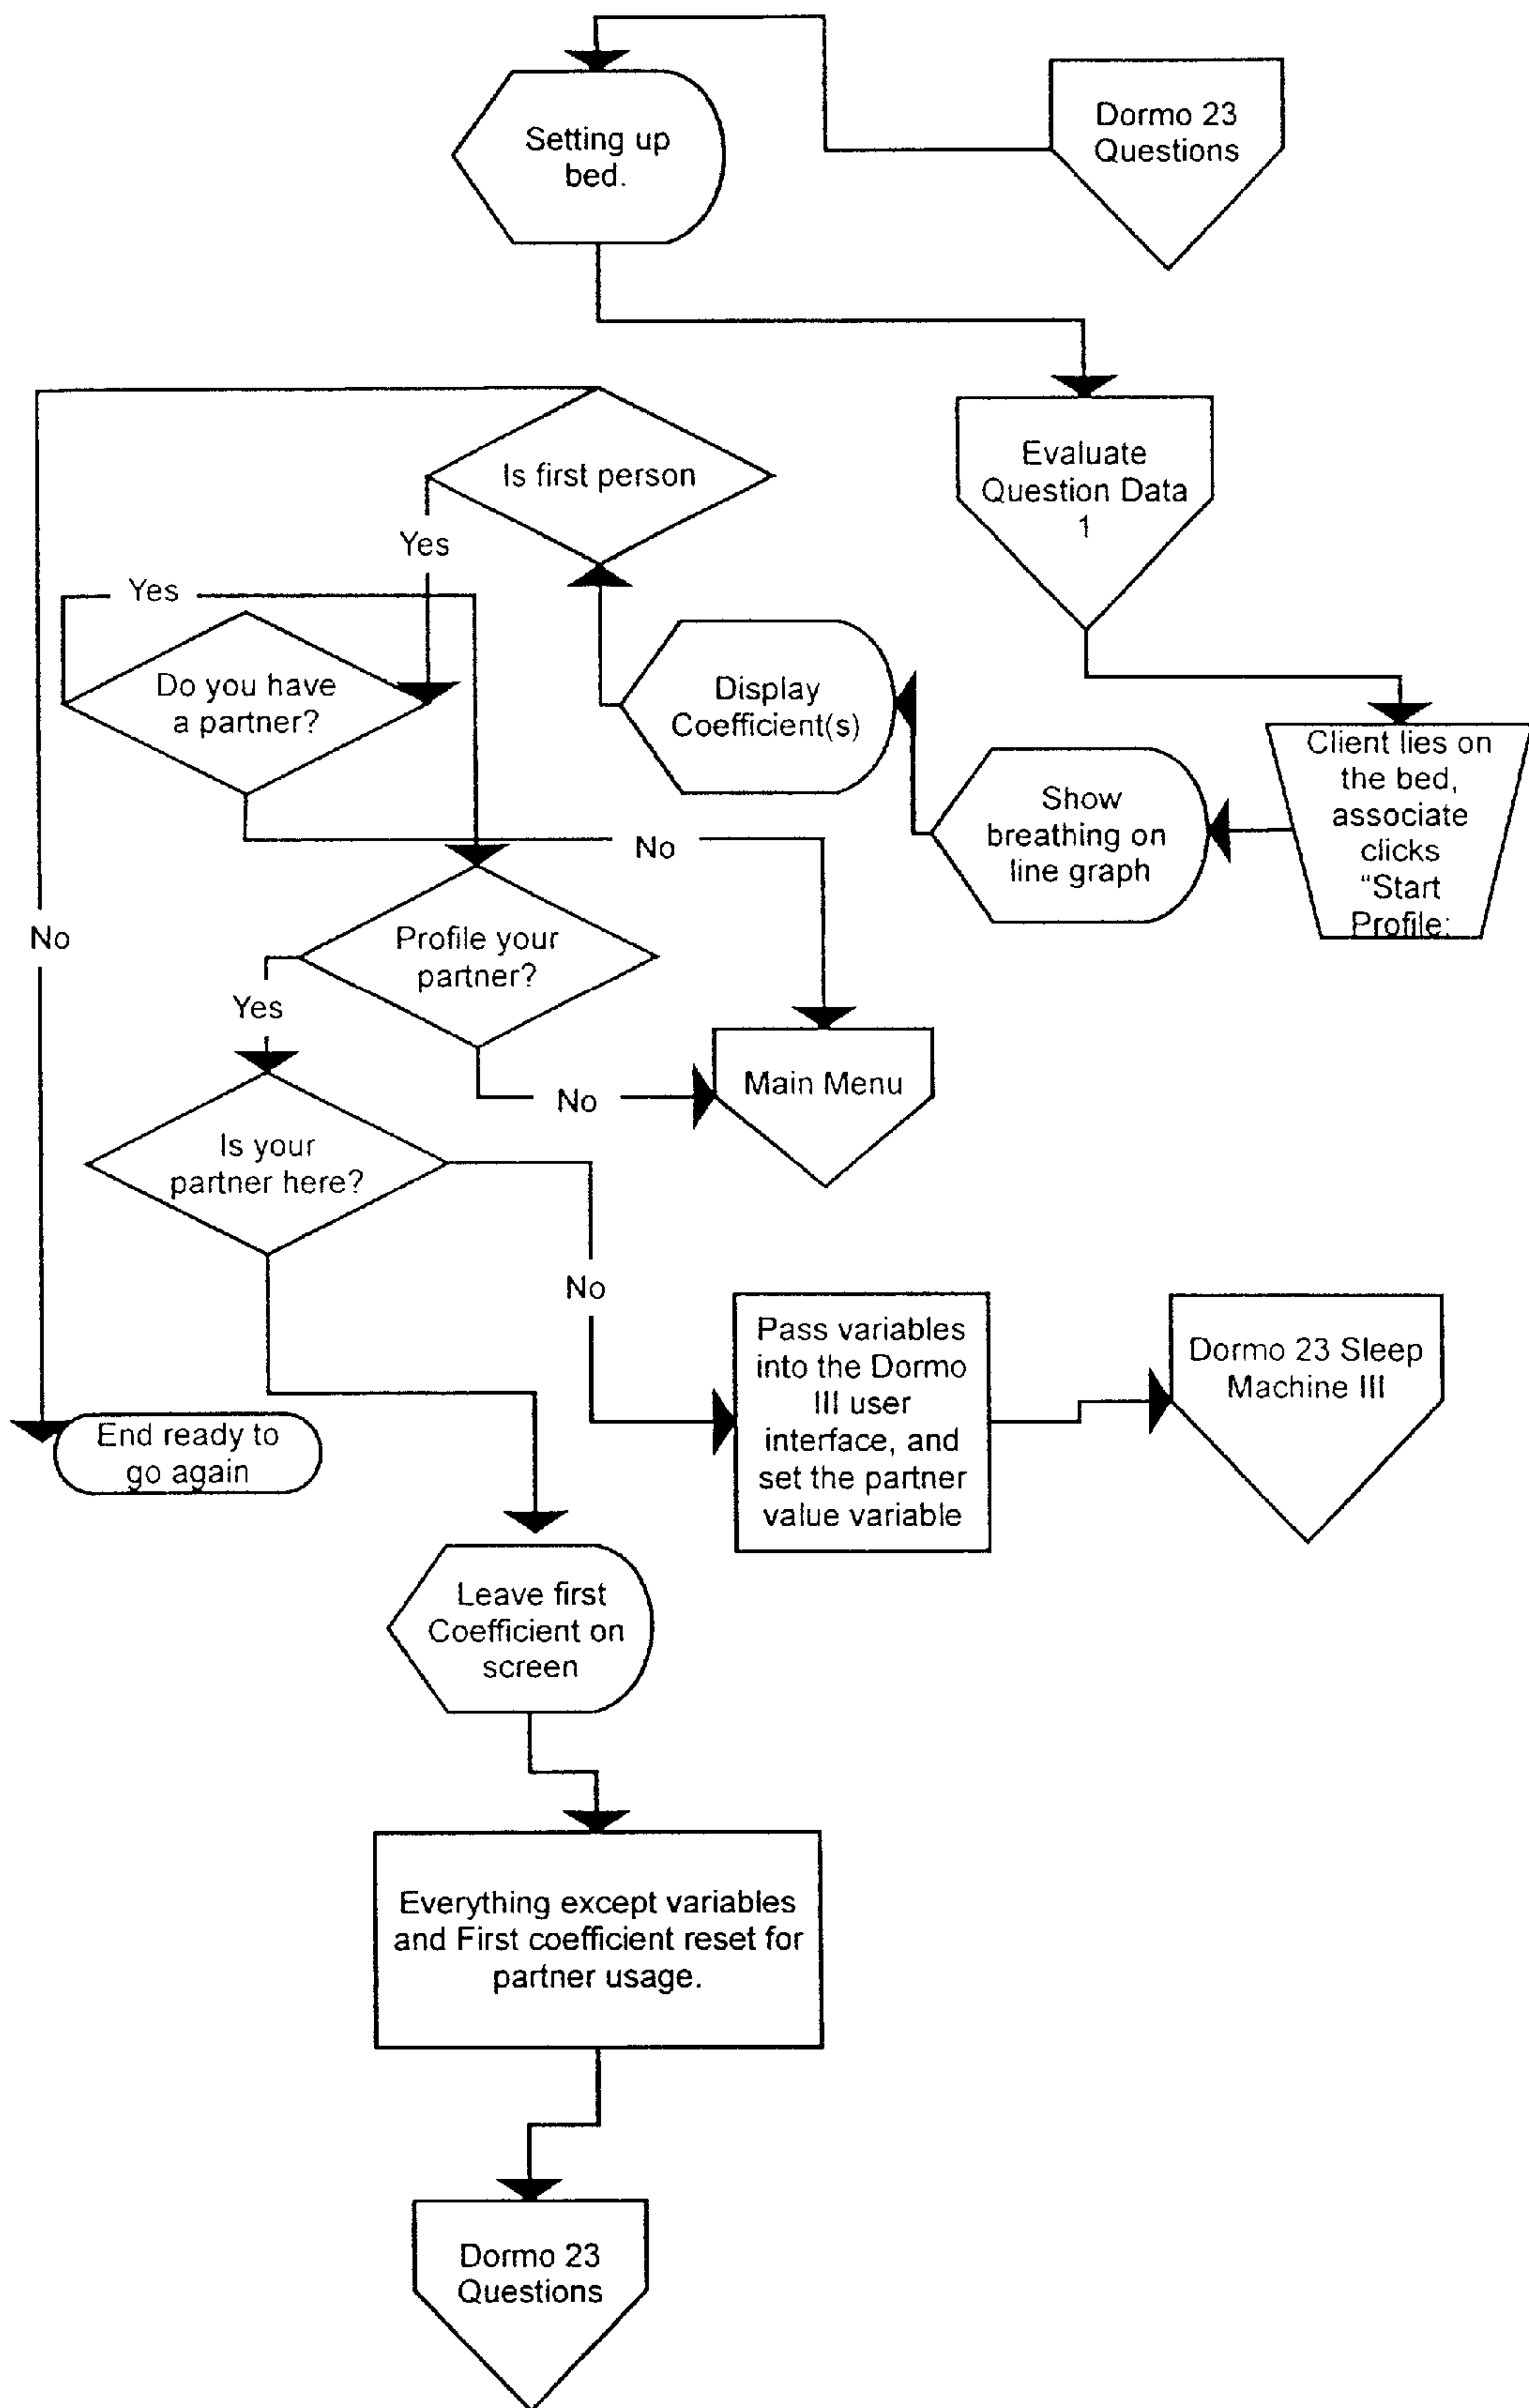 Dormo 23
Questions
Setting up
bed.
Evaluate
Question Data
1
Is first person
Yes
Yes
Do you have
a partner?
Display
Coefficient(s)
Client lies on
the bed,
associate
clicks
“Start
Profile:
Show
breathing on
line graph
No
No
Profile your
partner?
Yes
Main Menu
No
Is your
partner here?
No
Pass variables
into the Dormo
III user
interface, and
set the partner
value variable
Dormo 23 Sleep
Machine III
End ready to
go again
Leave first
Coefficient on
screen
Everything except variables
and First coefficient reset for
partner usage.
Dormo 23
Questions